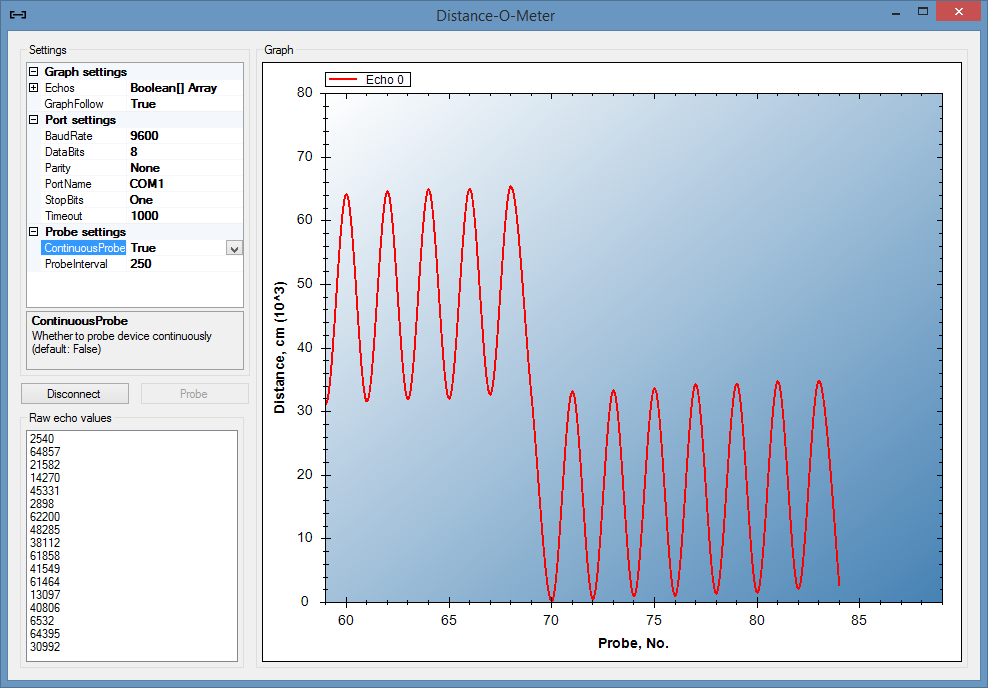 Distance-O-Meter
Settings
Graph settings
Echos Boolean[] Array
GraphFollow True
Port settings
BaudRate 9600
DataBits 8
Parity None
PortName COM1
StopBits One
Timeout 1000
Probe settings
ContinuousProbe True
ProbeInterval 250
ContinuousProbe
Whether to probe device continuously
(default: False)
Disconnect
Probe
Raw echo values
2540
64857
21582
14270
45331
2898
62200
48285
38112
61858
41549
61464
13097
40806
6532
64395
30992
Graph
Echo 0
80
70
60
50
40
30
20
10
0
Distance, cm (10^3)
60 65 70 75 80 85
Probe, No.